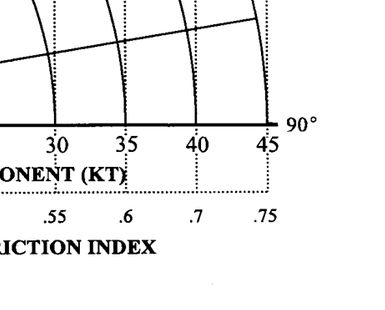 90°
30 35 40 45
ONENT (KT)
.55 .6 .7 .75
RICTION INDEX